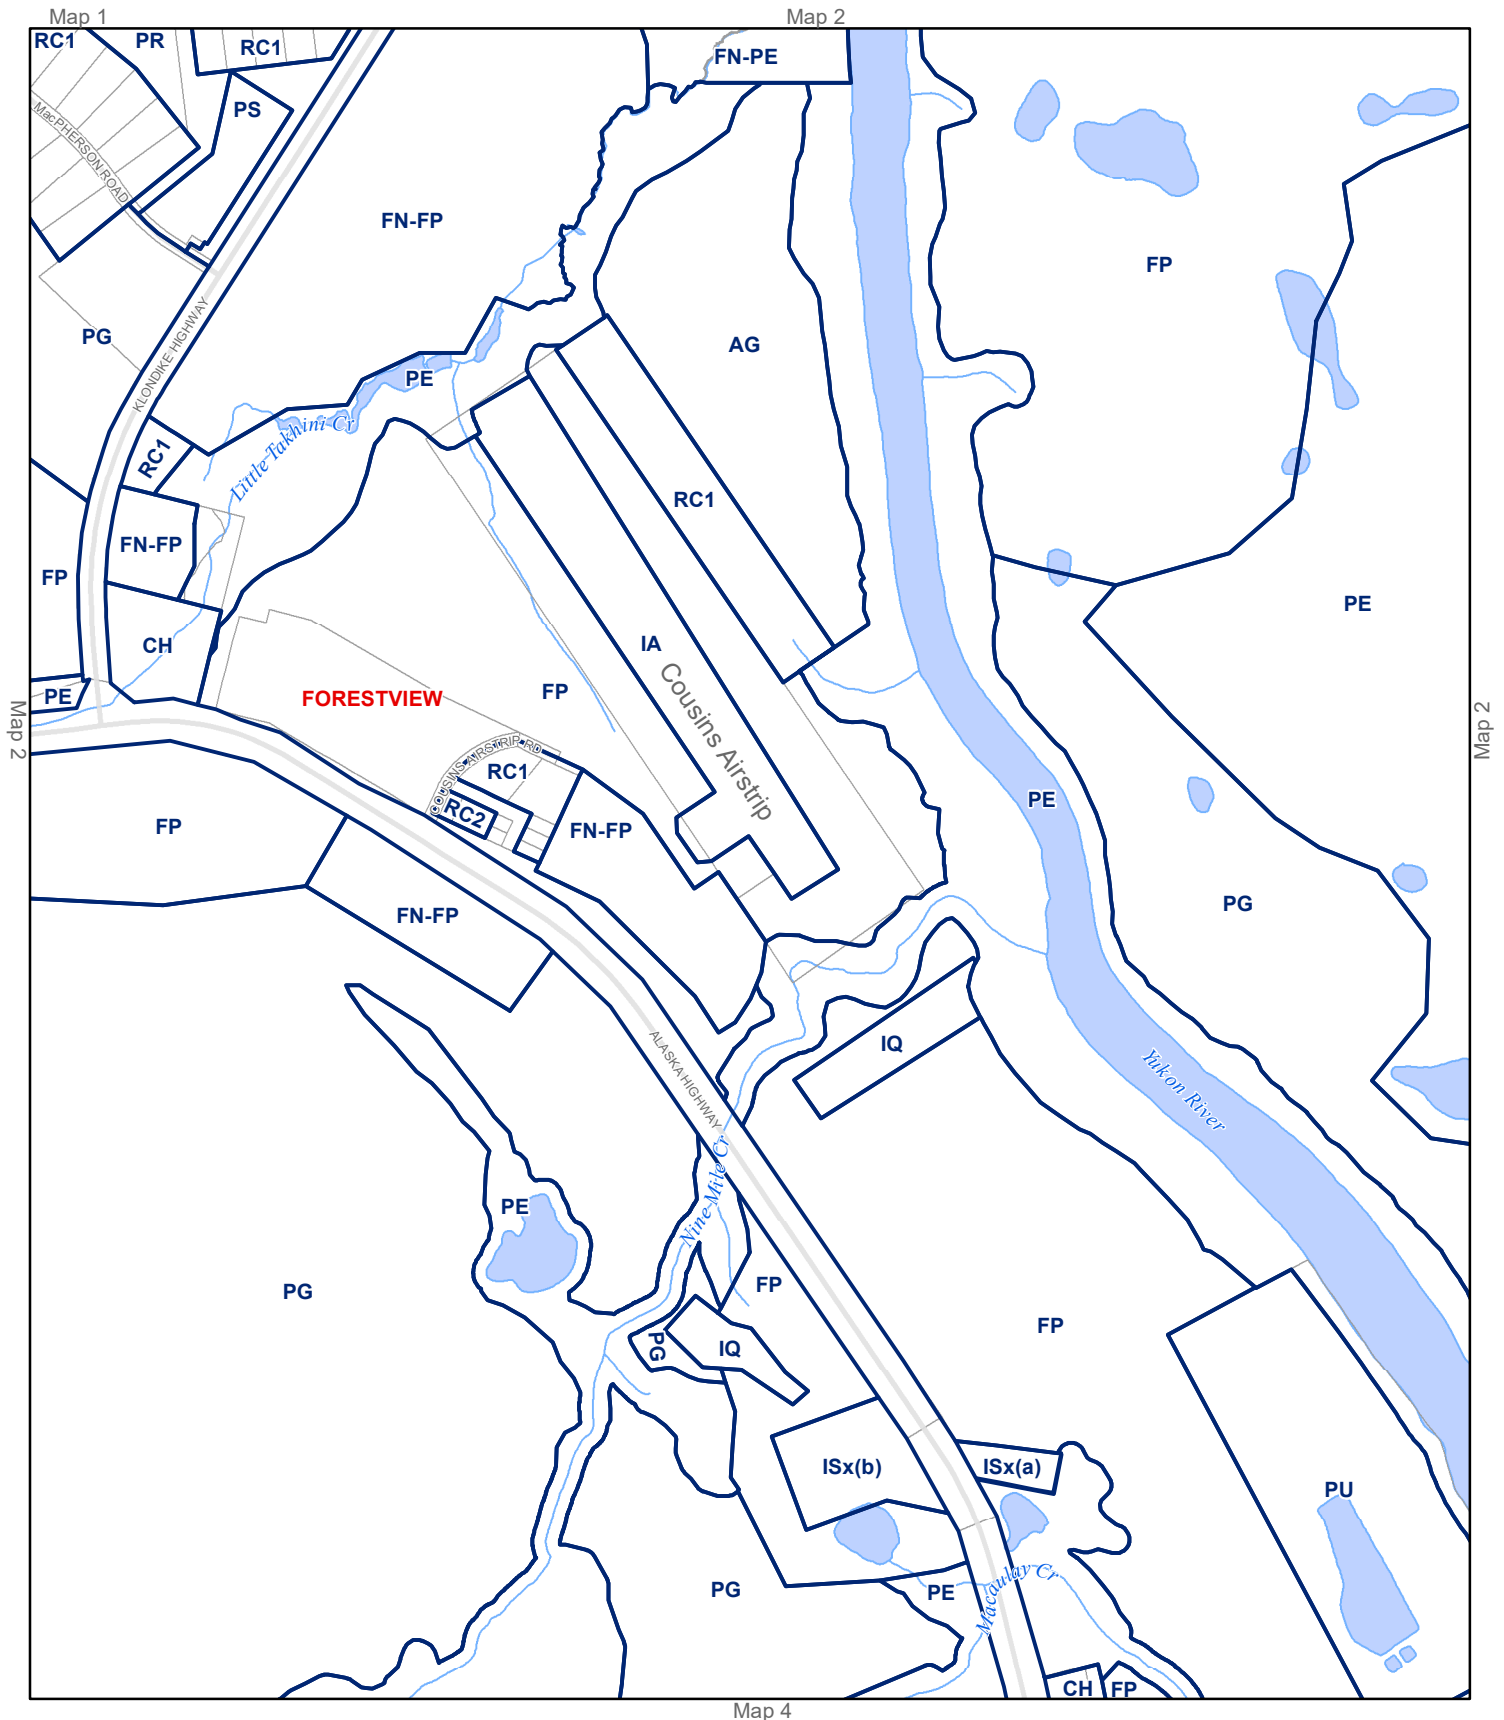 Map 1
Map 2
RC1
PR
RC1
FN-PE
PS
MacPHERSON ROAD
FN-FP
FP
PG
KLONDIKE HIGHWAY
AG
PE
Little Takhini Cr
RC1
RC1
FN-FP
FP
PE
CH
IA
Cousins Airstrip
PE
FORESTVIEW
FP
Map 2
Map 2
COUSINS AIRSTRIP RD
RC1
RC2
PE
FP
FN-FP
PG
FN-FP
IQ
ALASKA HIGHWAY
Yukon River
Nine Mile Cr
PE
PG
FP
FP
PG
IQ
ISx(b)
ISx(a)
PU
PG
PE
Macaulay Cr
CH
FP
Map 4